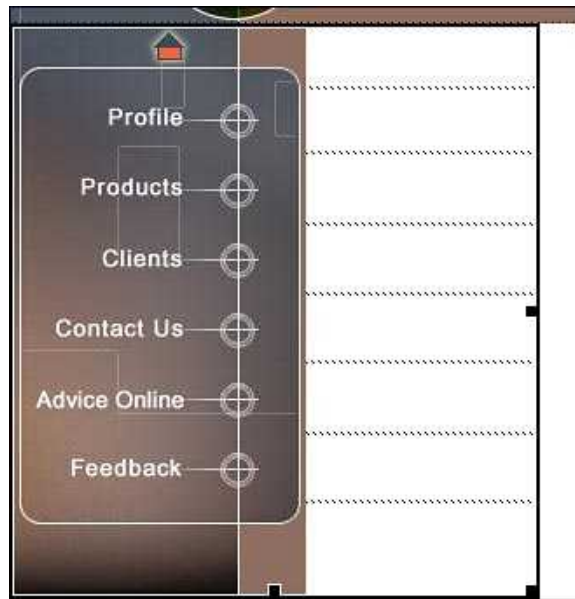 Profile
Products
Clients
Contact Us
Advice Online
Feedback